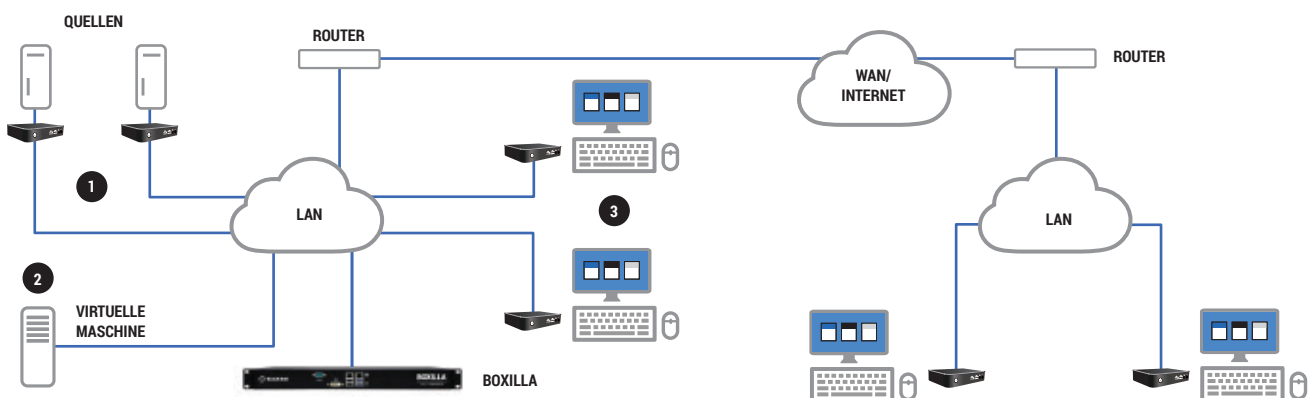 QUELLEN
ROUTER
WAN/
INTERNET
ROUTER
1
LAN
3
LAN
2
VIRTUELLE
MASCHINE
BOXILLA
BOXILLA